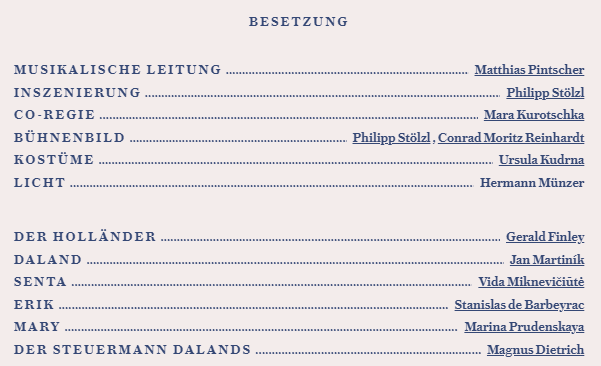 BESETZUNG
MUSIKALISCHE LEITUNG ........ Matthias Pintscher
INSZENIERUNG ........ Philipp Stölzl
CO-REGIE ........ Mara Kurotschka
BÜHNENBILD ........ Philipp Stölzl , Conrad Moritz Reinhardt
KOSTÜME ........ Ursula Kudrna
LICHT ........ Hermann Münzer
DER HOLLÄNDER ........ Gerald Finley
DALAND ........ Jan Martiník
SENTA ........ Vida Miknevičiūtė
ERIK ........ Stanislas de Barbeyrac
MARY ........ Marina Prudenskaya
DER STEUERMANN DALANDS ........ Magnus Dietrich